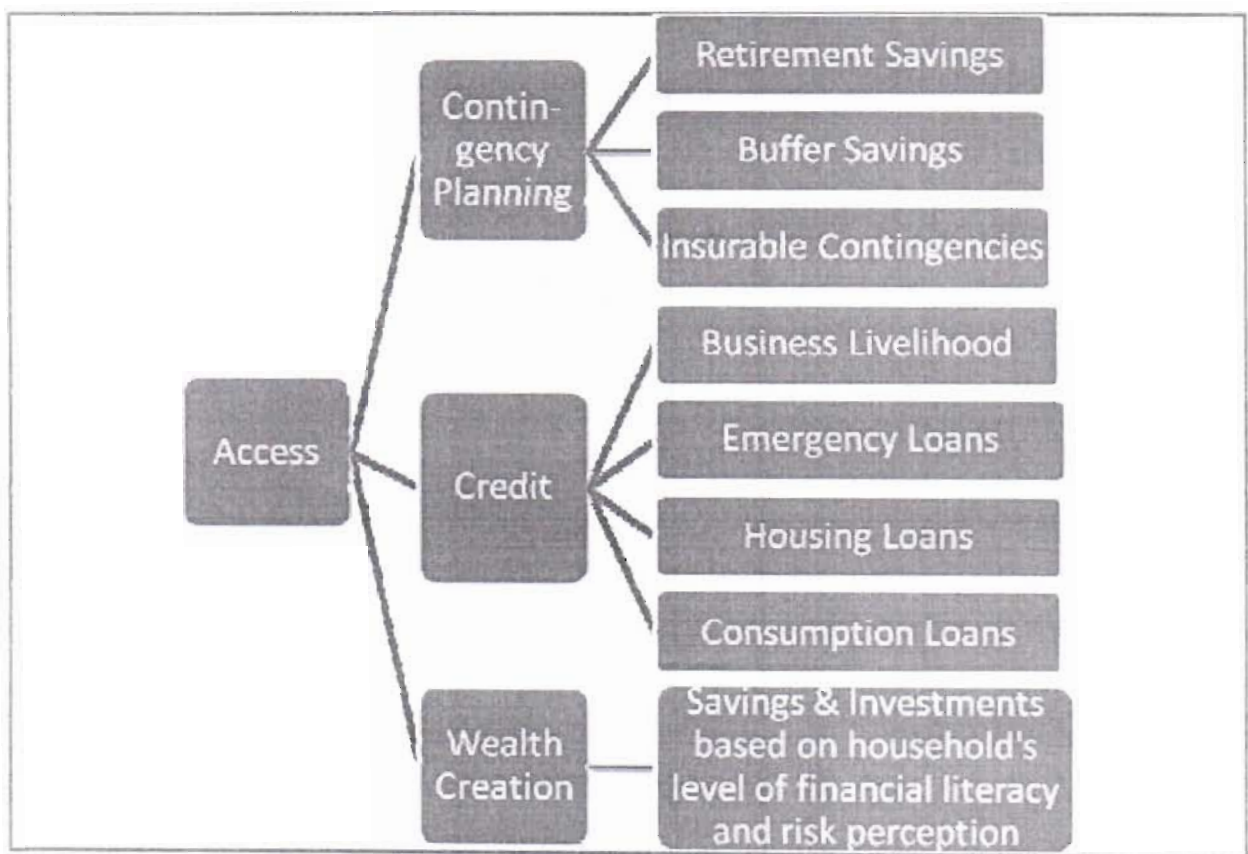 Retirement Savings
Contin-
gency
Planning
Buffer Savings
Insurable Contingencies
Business Livelihood
Access
Credit
Emergency Loans
Housing Loans
Consumption Loans
Wealth
Creation
Savings & Investments
based on household's
level of financial literacy
and risk perception